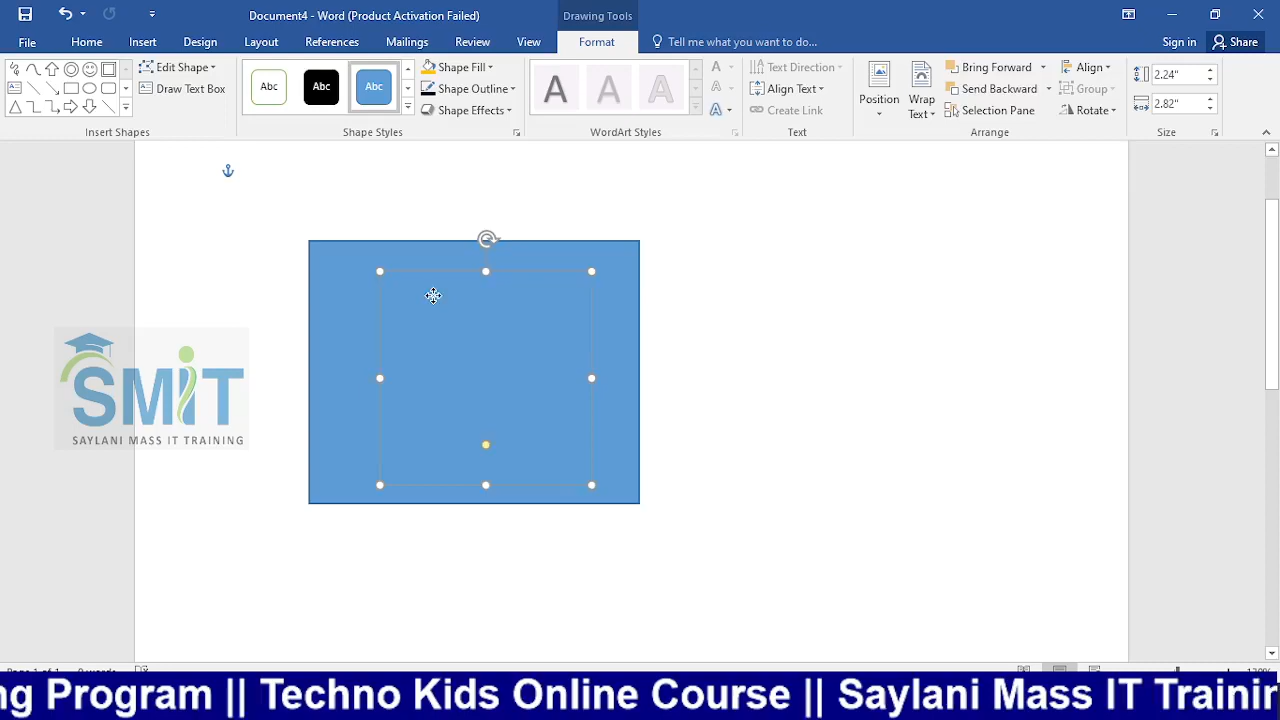 Document4 - Word (Product Activation Failed)
Drawing Tools
File Home Insert Design Layout References Mailings Review View Format Tell me what you want to do... Sign in Share
Edit Shape
Draw Text B
Insert Shapes
Abc Abc Abc
Shape Fill
Shape Outline
Shape Effects
Shape Styles
A A A
WordArt Styles
Text Direction
Align Text
Create Link
Text
Position
Wrap Text
Bring Forward
Send Backward
Selection Pane
Align
Group
Rotate
Arrange
2.24"
2.82"
Size
SMiT
SAYLANI MASS IT TRAINING
ng Program || Techno Kids Online Course || Saylani Mass IT Trainin